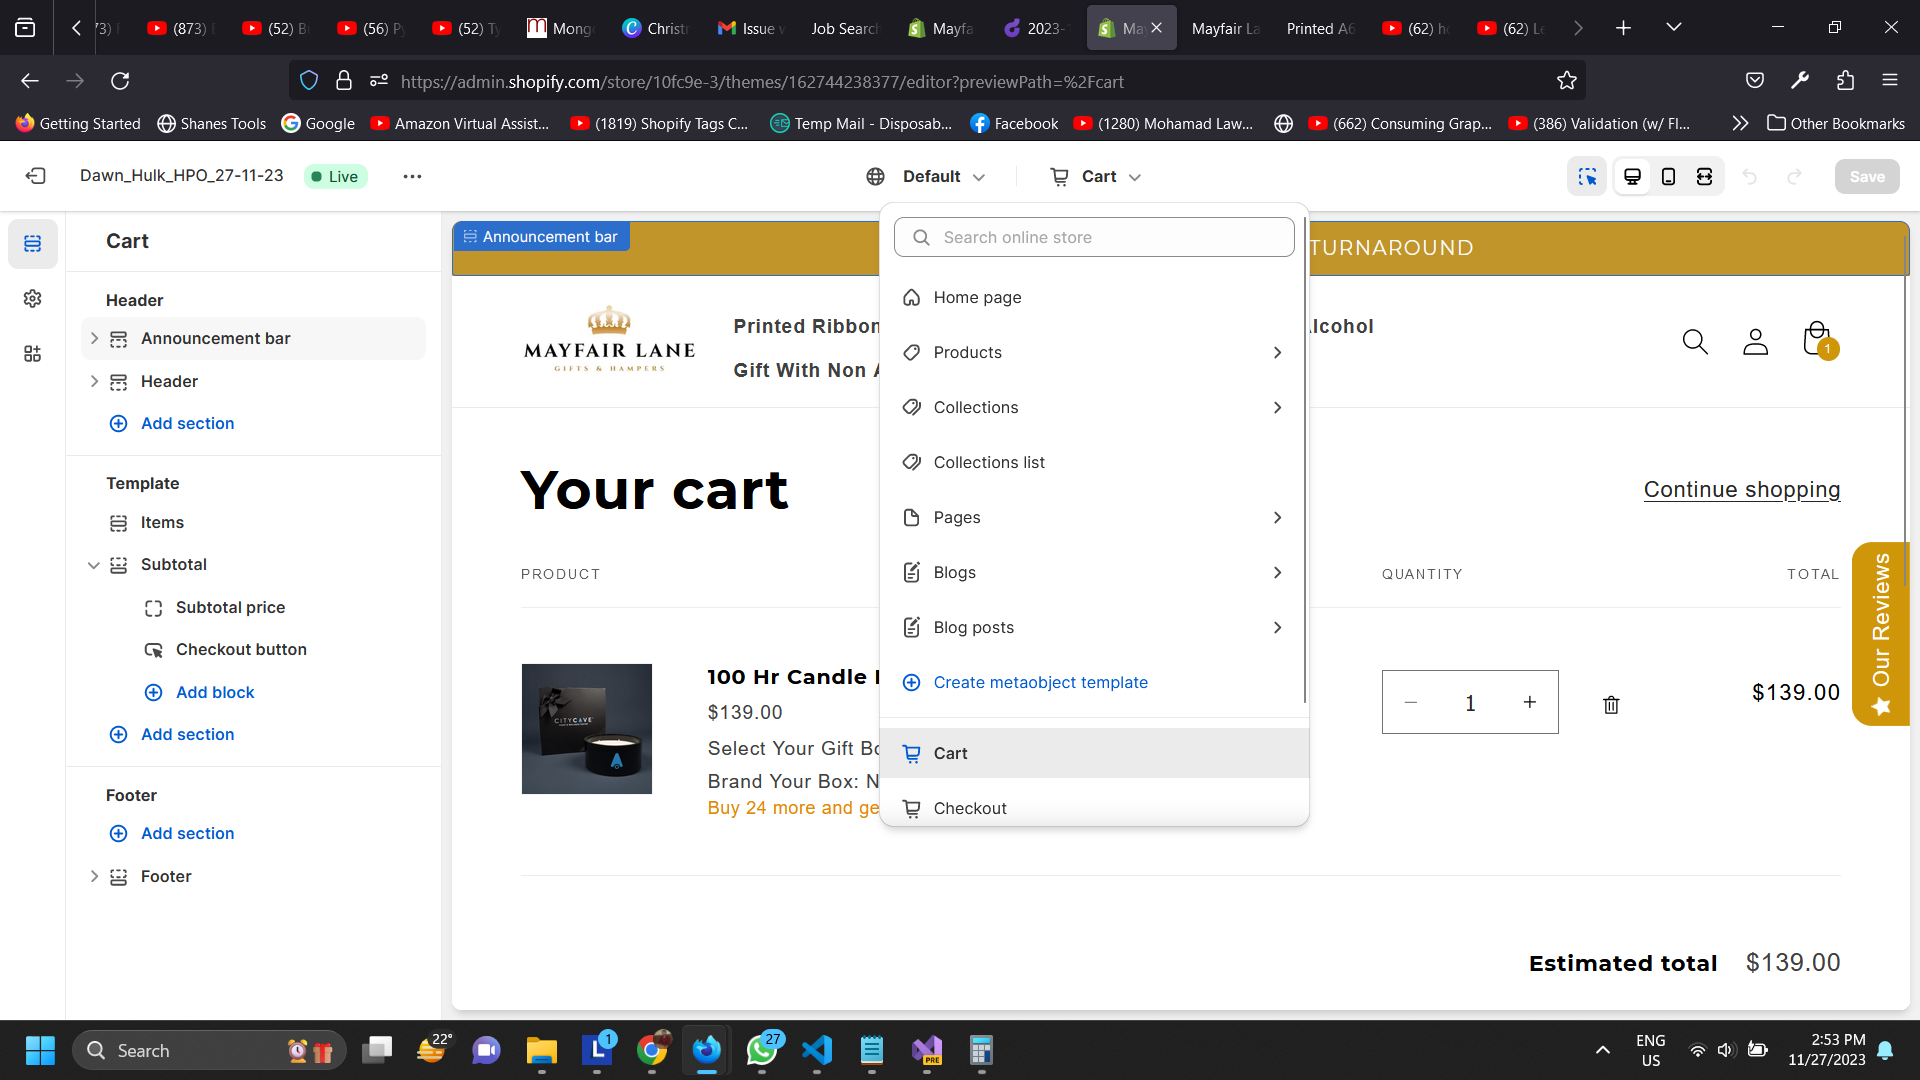 73) I
(873) E
(52) B
(56) P
(52) Ty
Mong
Christ
Issue
Job Search
Mayfa
2023-
Ma
Mayfair La
Printed A6
(62) h
(62) Le
https://admin.shopify.com/store/10fc9e-3/themes/162744238377/editor?previewPath=%2Fcart
Getting Started
Shanes Tools
Google
Amazon Virtual Assist...
(1819) Shopify Tags C...
Temp Mail - Disposab...
Facebook
(1280) Mohamad Law...
(662) Consuming Grap...
(386) Validation (w/ Fl...
Other Bookmarks
Dawn_Hulk_HPO_27-11-23
Live
Default
Cart
Save
Cart
Header
Announcement bar
Header
Add section
Template
Items
Subtotal
Subtotal price
Checkout button
Add block
Add section
Footer
Add section
Footer
Announcement bar
TURNAROUND
MAYFAIR LANE
GIFTS & HAMPERS
Printed Ribbon
lcohol
Gift With Non A
1
Search online store
Home page
Products
Collections
Collections list
Pages
Blogs
Blog posts
Create metaobject template
Cart
Checkout
Your cart
Continue shopping
PRODUCT
QUANTITY
TOTAL
CITYCAVE
100 Hr Candle
$139.00
Select Your Gift Bo
Brand Your Box: N
Buy 24 more and ge
1
$139.00
Our Reviews
Estimated total
$139.00
Search
22°
1
27
PRE
ENG
US
2:53 PM
11/27/2023